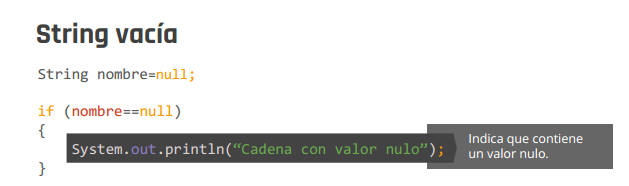 String vacía
String nombre=null;
if (nombre==null)
{
System.out.println(“Cadena con valor nulo”);
Indica que contiene
un valor nulo.
}